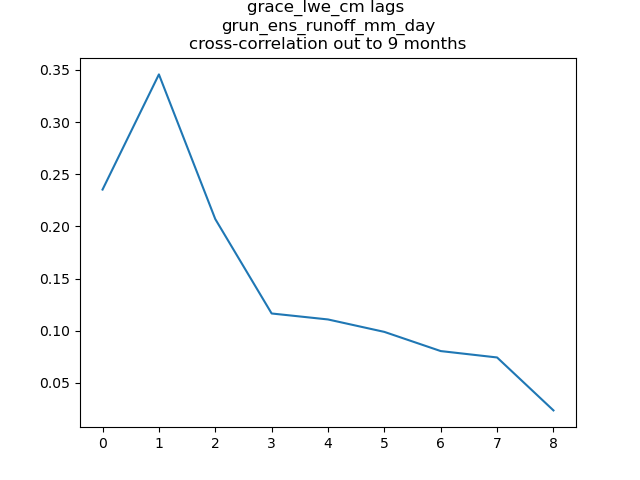 grace_lwe_cm lags
grun_ens_runoff_mm_day
cross-correlation out to 9 months
0.35
0.30
0.25
0.20
0.15
0.10
0.05
0 1 2 3 4 5 6 7 8